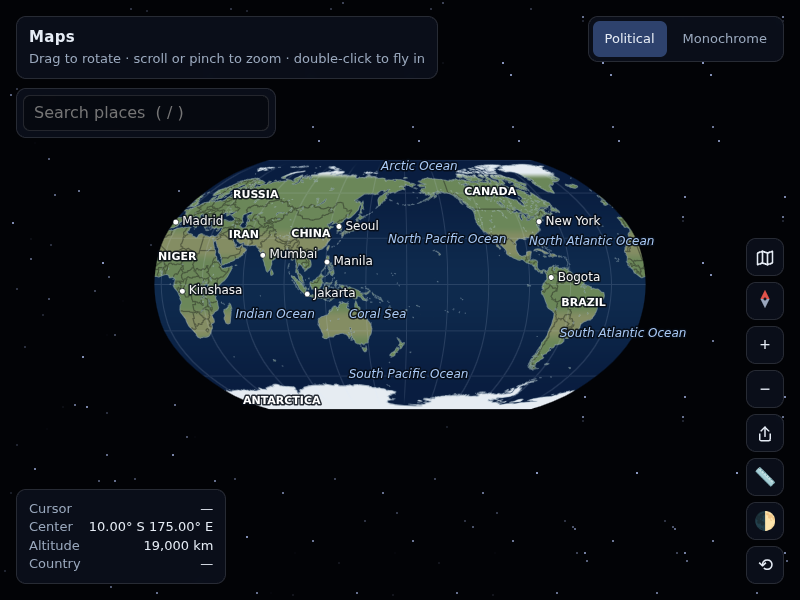 Maps
Drag to rotate · scroll or pinch to zoom · double-click to fly in
Political
Monochrome
Search places ( / )
Arctic Ocean
RUSSIA
CANADA
Madrid
Seoul
New York
IRAN
CHINA
North Pacific Ocean
North Atlantic Ocean
NIGER
Mumbai
Manila
Bogota
Kinshasa
Jakarta
BRAZIL
Indian Ocean
Coral Sea
South Atlantic Ocean
South Pacific Ocean
ANTARCTICA
+
−
Cursor —
Center 10.00° S 175.00° E
Altitude 19,000 km
Country —